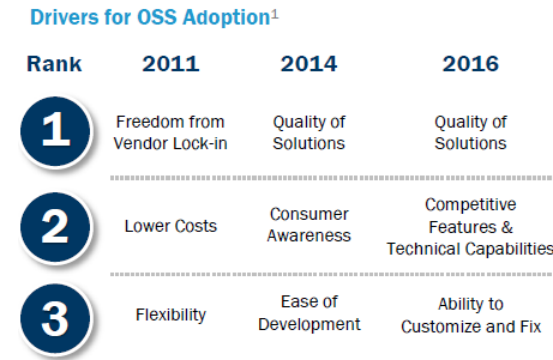 Drivers for OSS Adoption1
Rank 2011 2014 2016
1
Freedom from
Vendor Lock-in
Quality of
Solutions
Quality of
Solutions
2
Lower Costs
Consumer
Awareness
Competitive
Features &
Technical Capabilities
3
Flexibility
Ease of
Development
Ability to
Customize and Fix